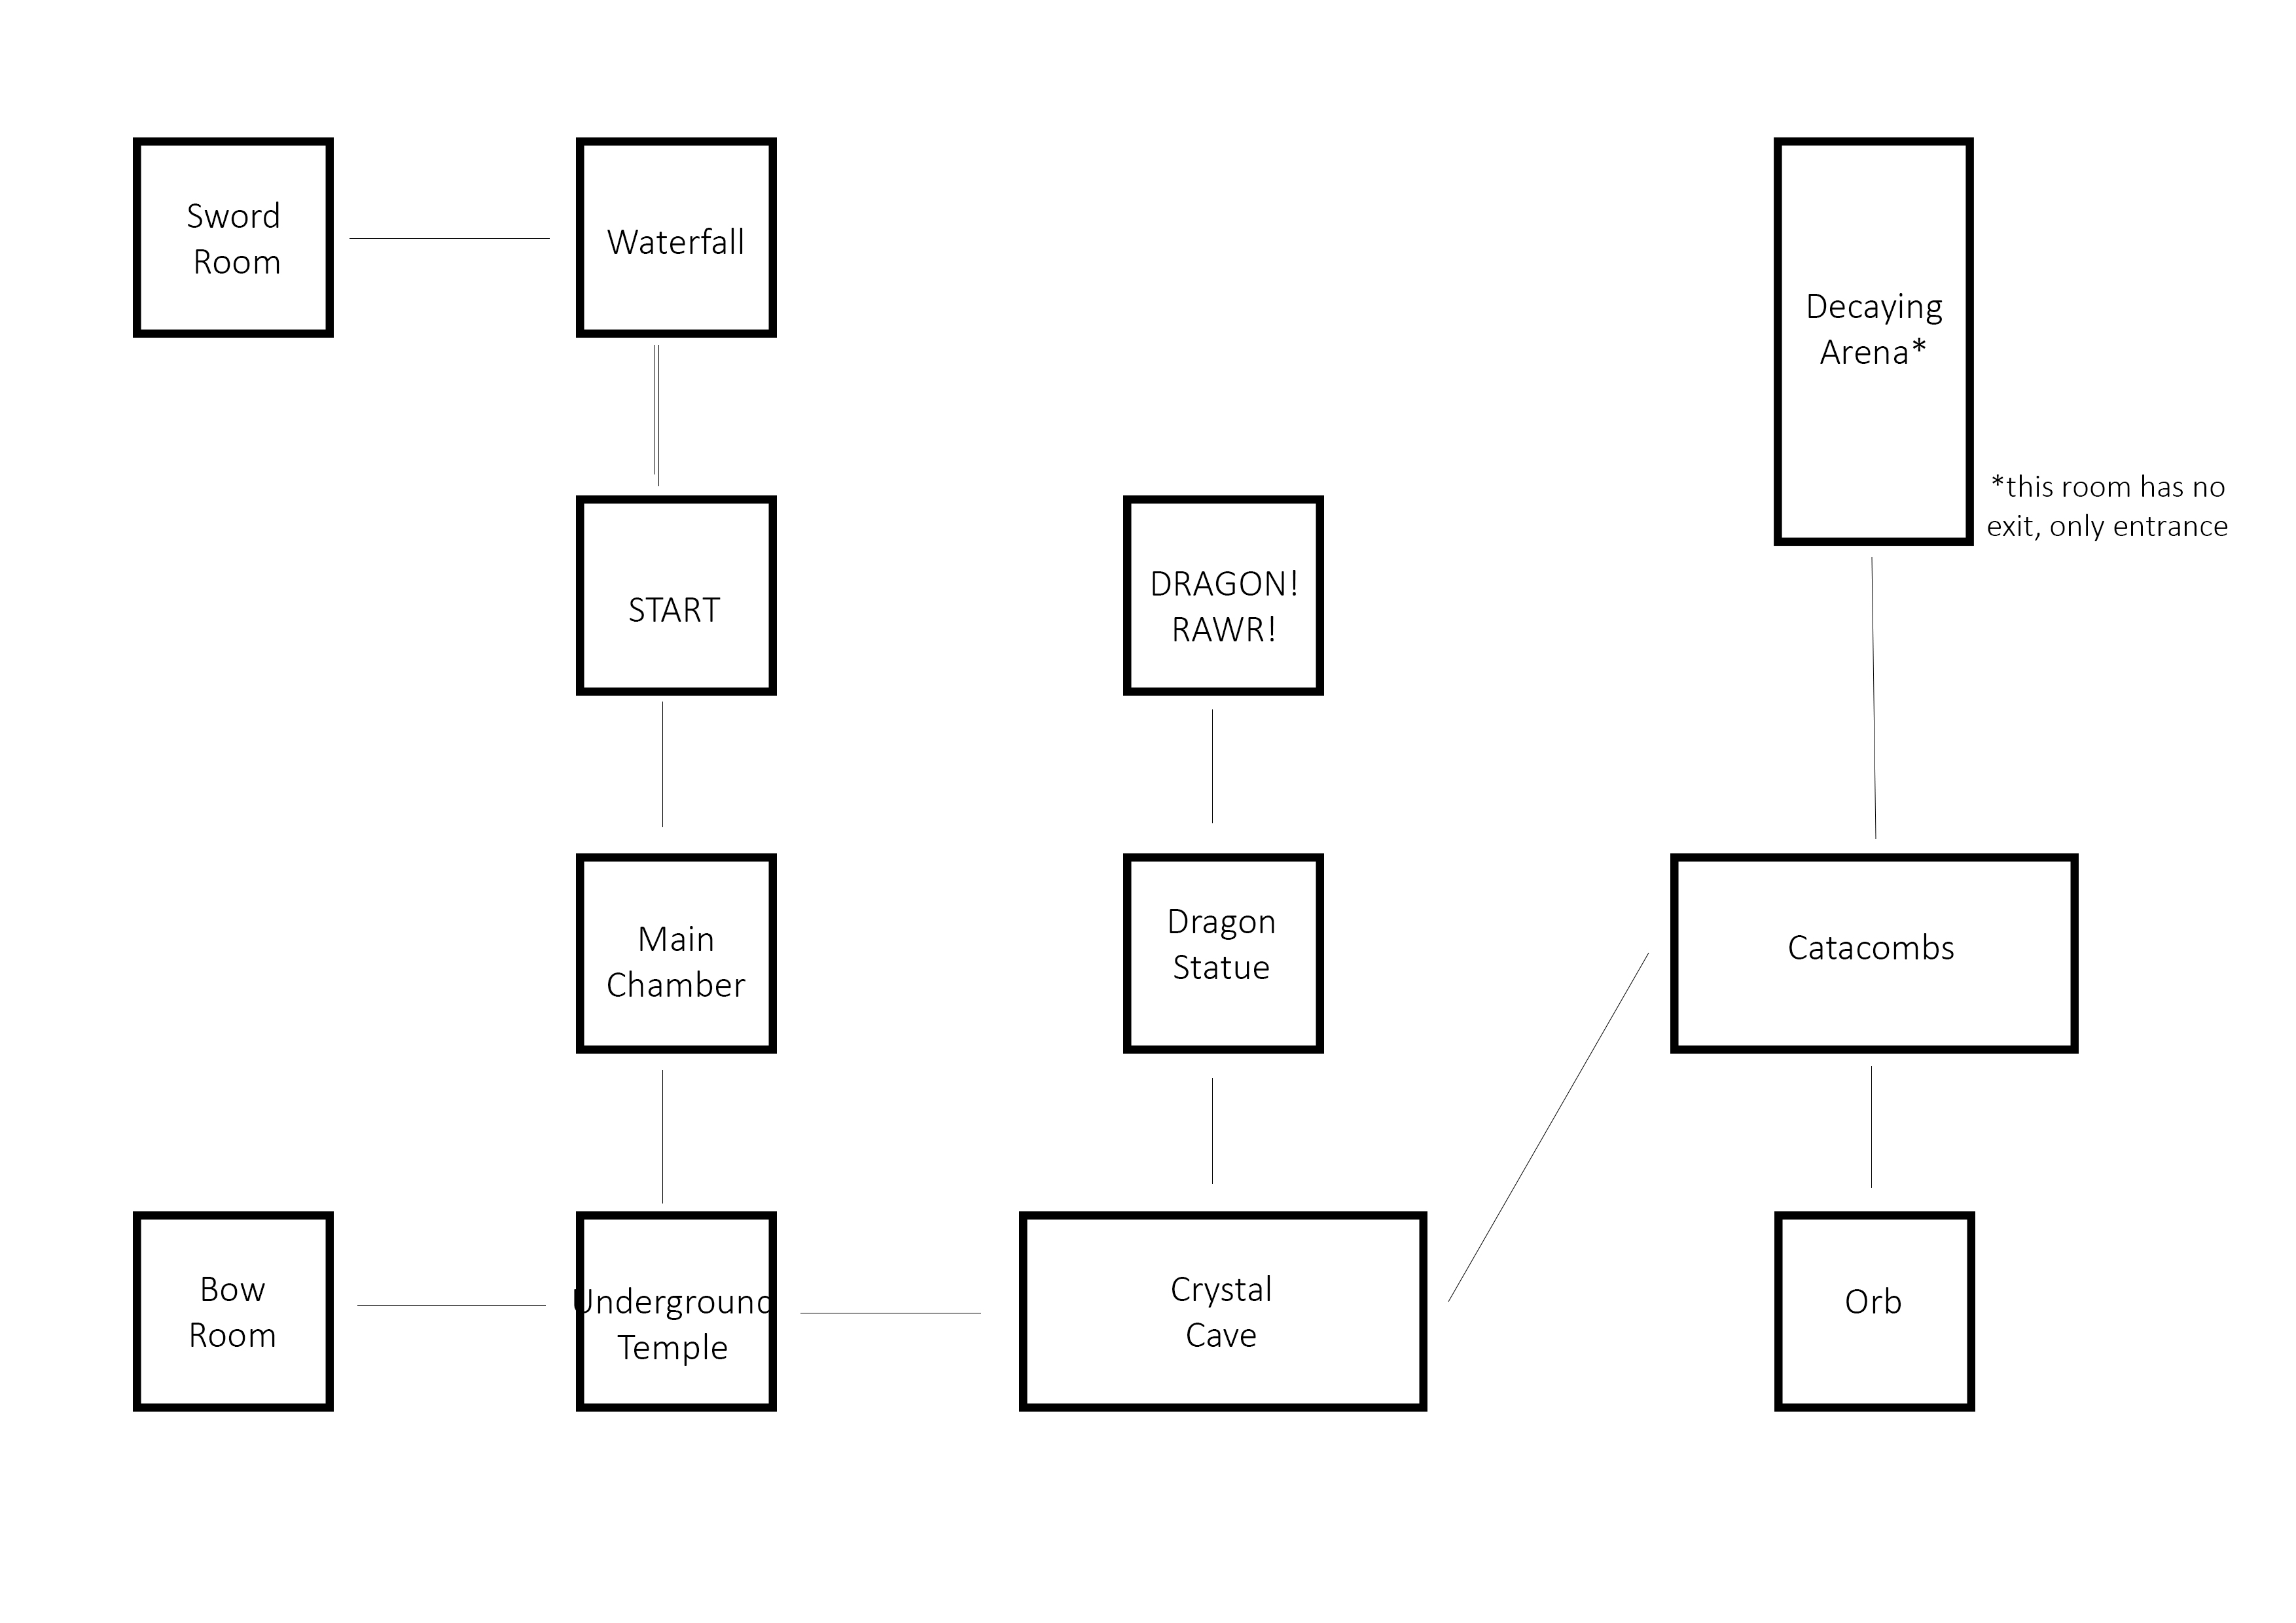 Sword
Room
Waterfall
Decaying
Arena*
*this room has no
exit, only entrance
START
DRAGON!
RAWR!
Main
Chamber
Dragon
Statue
Catacombs
Bow
Room
Underground
Temple
Crystal
Cave
Orb